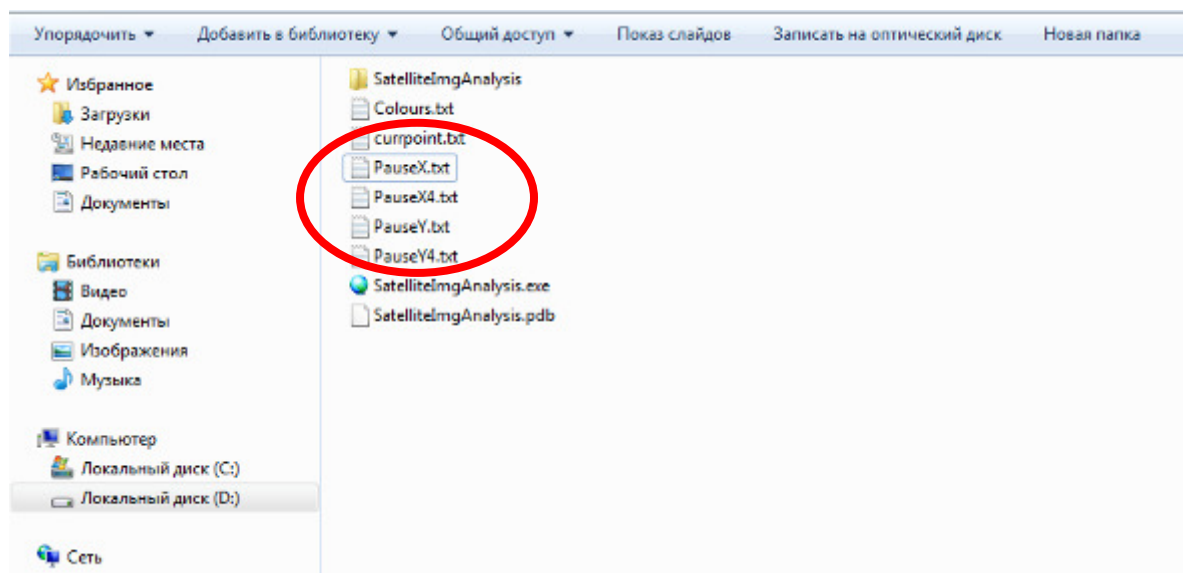 Упорядочить Добавить в библиотеку Общий доступ Показ слайдов Записать на оптический диск Новая папка
Избранное
Загрузки
Недавние места
Рабочий стол
Документы
Библиотеки
Видео
Документы
Изображения
Музыка
Компьютер
Локальный диск (C:)
Локальный диск (D:)
Сеть
SatelliteImgAnalysis
Colours.txt
currpoint.txt
PauseX.txt
PauseX4.txt
PauseY.txt
PauseY4.txt
SatelliteImgAnalysis.exe
SatelliteImgAnalysis.pdb